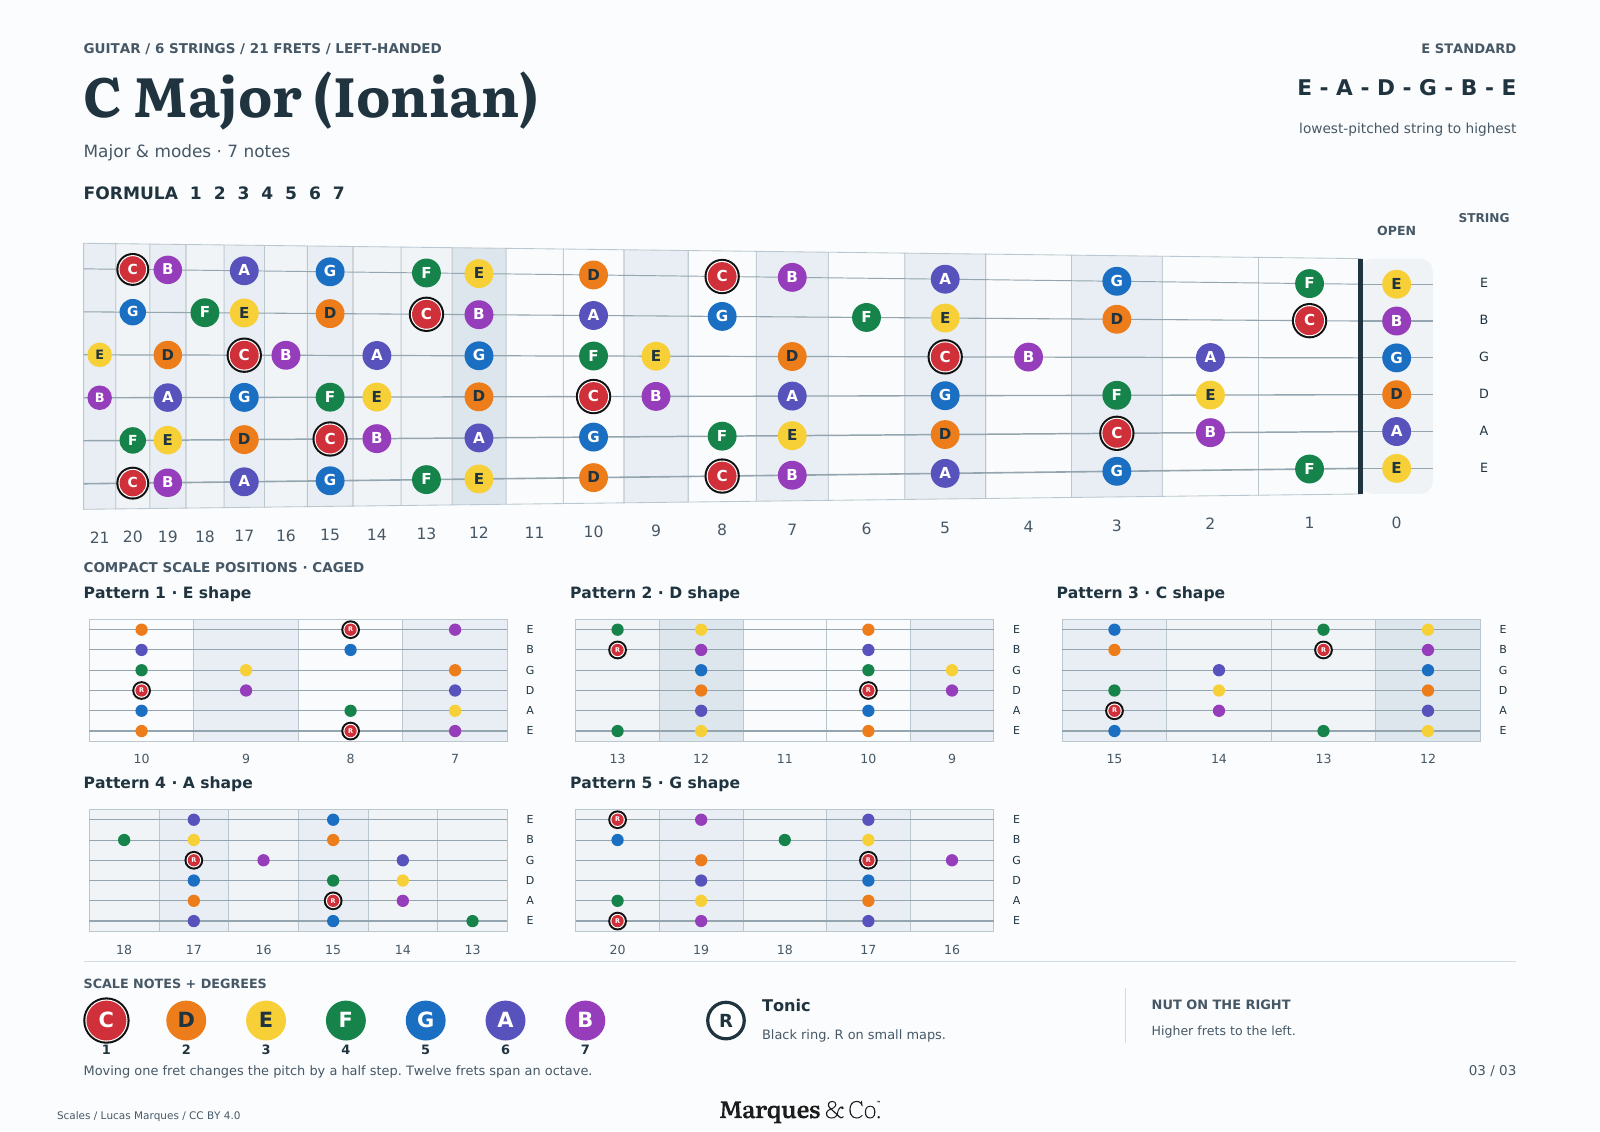 GUITAR / 6 STRINGS / 21 FRETS / LEFT-HANDED
E STANDARD
C Major (Ionian)
E - A - D - G - B - E
lowest-pitched string to highest
Major & modes · 7 notes
FORMULA 1 2 3 4 5 6 7
STRING
OPEN
C B A G F E D C B A G F E E
G F E D C B A G F E D C B B
E D C B A G F E D C B A G G
B A G F E D C B A G F E D D
F E D C B A G F E D C B A A
C B A G F E D C B A G F E E
21 20 19 18 17 16 15 14 13 12 11 10 9 8 7 6 5 4 3 2 1 0
COMPACT SCALE POSITIONS · CAGED
Pattern 1 · E shape
R E
B
G
R D
A
R E
10 9 8 7
Pattern 2 · D shape
E
R B
G
R D
A
E
13 12 11 10 9
Pattern 3 · C shape
E
R B
G
D
R A
E
15 14 13 12
Pattern 4 · A shape
E
B
R G
D
R A
E
18 17 16 15 14 13
Pattern 5 · G shape
R E
B
R G
D
A
R E
20 19 18 17 16
SCALE NOTES + DEGREES
C D E F G A B
1 2 3 4 5 6 7
R
Tonic
Black ring. R on small maps.
NUT ON THE RIGHT
Higher frets to the left.
Moving one fret changes the pitch by a half step. Twelve frets span an octave.
03 / 03
Scales / Lucas Marques / CC BY 4.0
Marques & Co.